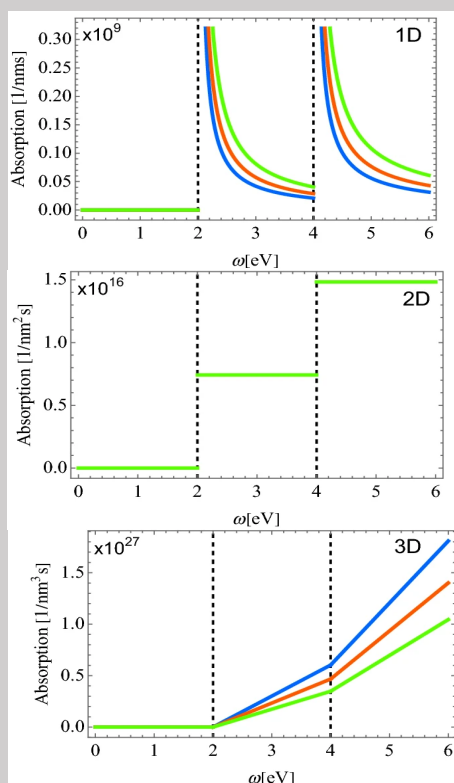 x10⁹ 1D
Absorption [1/nms]
0.30
0.25
0.20
0.15
0.10
0.05
0.00
0 1 2 3 4 5 6
ω[eV]
x10¹⁶ 2D
Absorption [1/nm² s]
1.5
1.0
0.5
0.0
0 1 2 3 4 5 6
ω[eV]
x10²⁷ 3D
Absorption [1/nm³ s]
1.5
1.0
0.5
0.0
0 1 2 3 4 5 6
ω[eV]